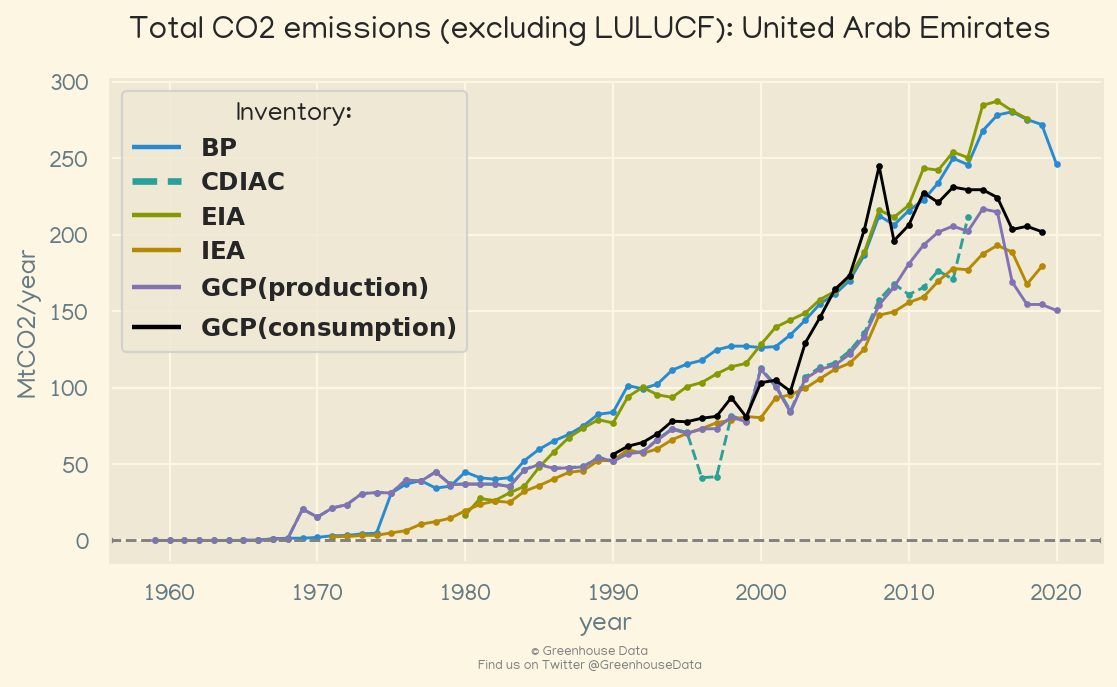 Total CO2 emissions (excluding LULUCF): United Arab Emirates
300
250
200
150
100
50
0
MtCO2/year
Inventory:
BP
CDIAC
EIA
IEA
GCP(production)
GCP(consumption)
1960 1970 1980 1990 2000 2010 2020
year
© Greenhouse Data
Find us on Twitter @GreenhouseData